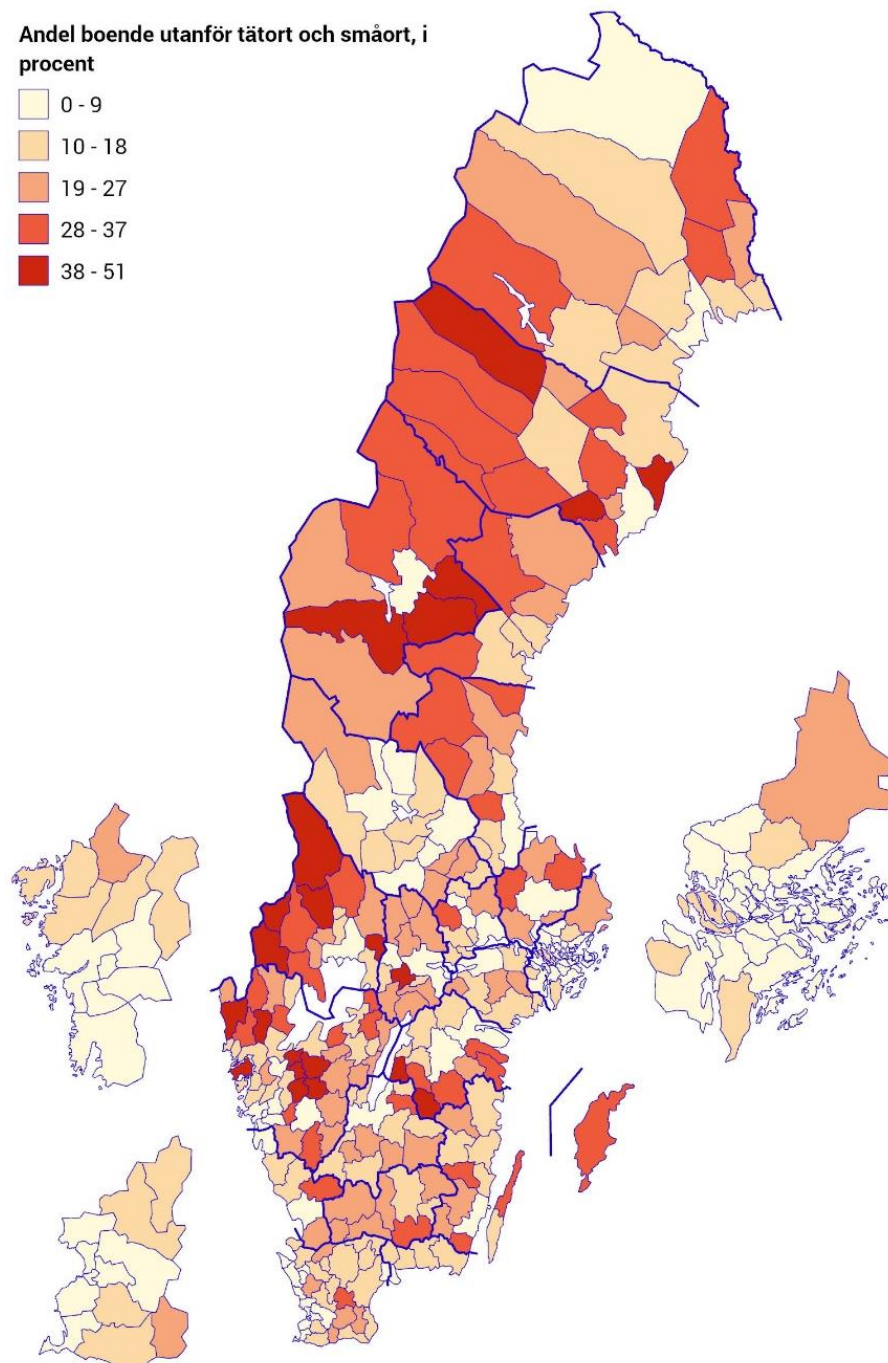 Andel boende utanför tätort och småort, i
procent
0 - 9
10 - 18
19 - 27
28 - 37
38 - 51